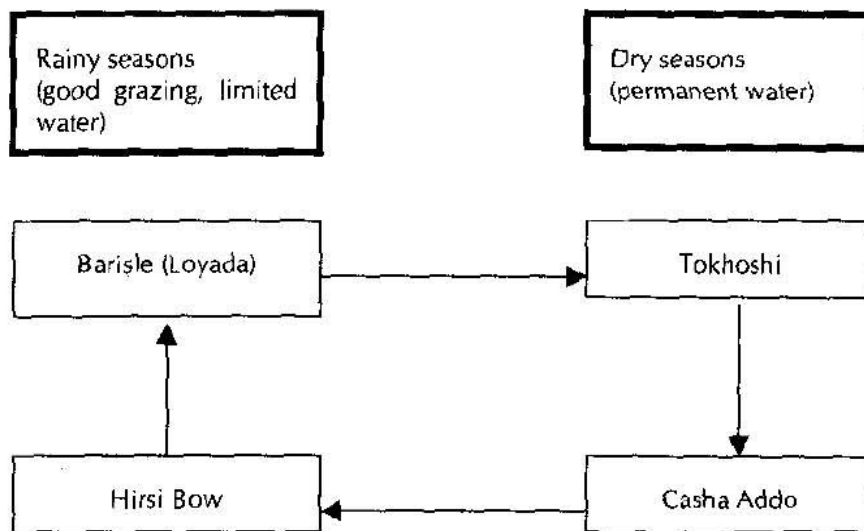 Rainy seasons
(good grazing, limited
water)
Dry seasons
(permanent water)
Barisle (Loyada)
Tokhoshi
Hirsi Bow
Casha Addo